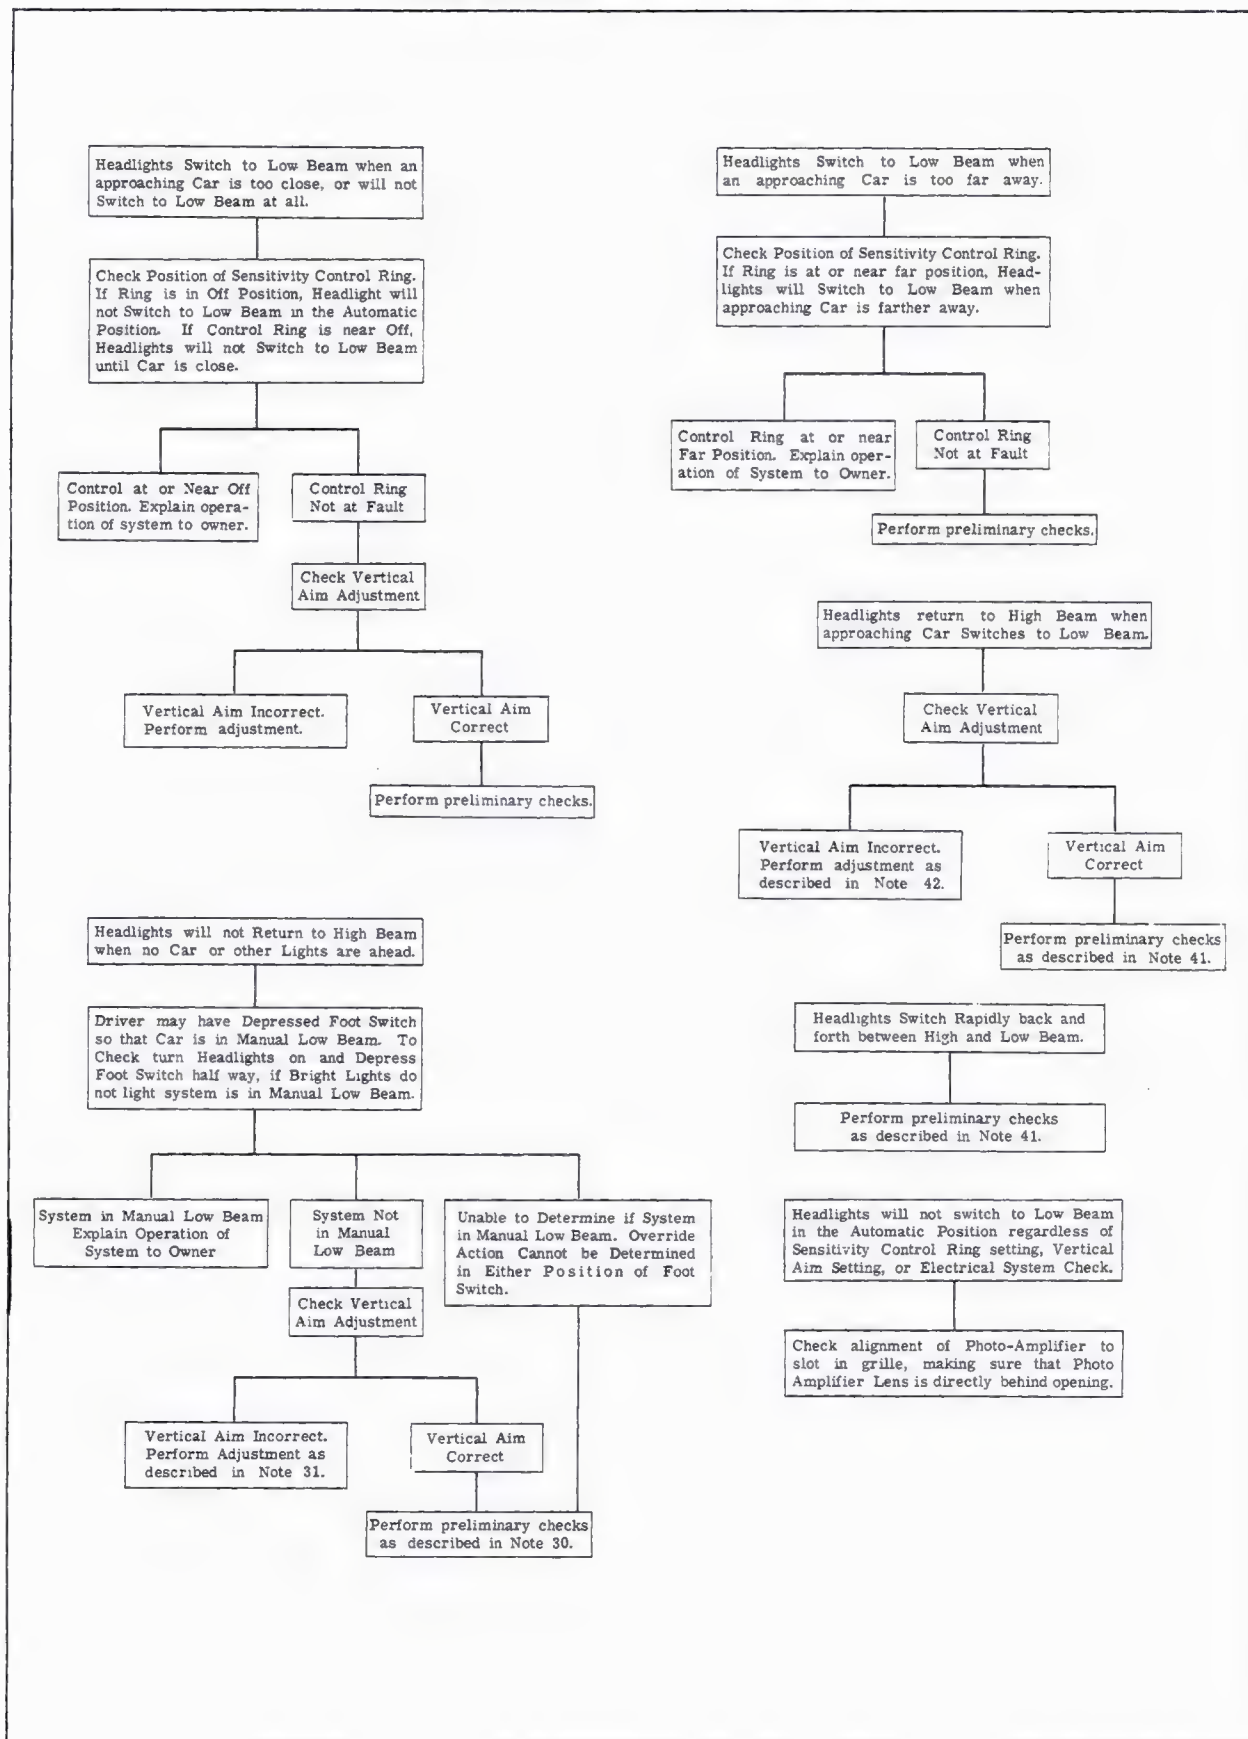 Headlights Switch to Low Beam when an
approaching Car is too close, or will not
Switch to Low Beam at all.
Check Position of Sensitivity Control Ring.
If Ring is in Off Position, Headlight will
not Switch to Low Beam in the Automatic
Position. If Control Ring is near Off,
Headlights will not Switch to Low Beam
until Car is close.
Control at or Near Off
Position. Explain opera-
tion of system to owner.
Control Ring
Not at Fault
Check Vertical
Aim Adjustment
Vertical Aim Incorrect.
Perform adjustment.
Vertical Aim
Correct
Perform preliminary checks.
Headlights will not Return to High Beam
when no Car or other Lights are ahead.
Driver may have Depressed Foot Switch
so that Car is in Manual Low Beam. To
Check turn Headlights on and Depress
Foot Switch half way, if Bright Lights do
not light system is in Manual Low Beam.
System in Manual Low Beam
Explain Operation of
System to Owner
System Not
in Manual
Low Beam
Unable to Determine if System
in Manual Low Beam. Override
Action Cannot be Determined
in Either Position of Foot
Switch.
Check Vertical
Aim Adjustment
Vertical Aim Incorrect.
Perform Adjustment as
described in Note 31.
Vertical Aim
Correct
Perform preliminary checks
as described in Note 30.
Headlights Switch to Low Beam when
an approaching Car is too far away.
Check Position of Sensitivity Control Ring.
If Ring is at or near far position, Head-
lights will Switch to Low Beam when
approaching Car is farther away.
Control Ring at or near
Far Position. Explain oper-
ation of System to Owner.
Control Ring
Not at Fault
Perform preliminary checks.
Headlights return to High Beam when
approaching Car Switches to Low Beam.
Check Vertical
Aim Adjustment
Vertical Aim Incorrect.
Perform adjustment as
described in Note 42.
Vertical Aim
Correct
Perform preliminary checks
as described in Note 41.
Headlights Switch Rapidly back and
forth between High and Low Beam.
Perform preliminary checks
as described in Note 41.
Headlights will not switch to Low Beam
in the Automatic Position regardless of
Sensitivity Control Ring setting, Vertical
Aim Setting, or Electrical System Check.
Check alignment of Photo-Amplifier to
slot in grille, making sure that Photo
Amplifier Lens is directly behind opening.